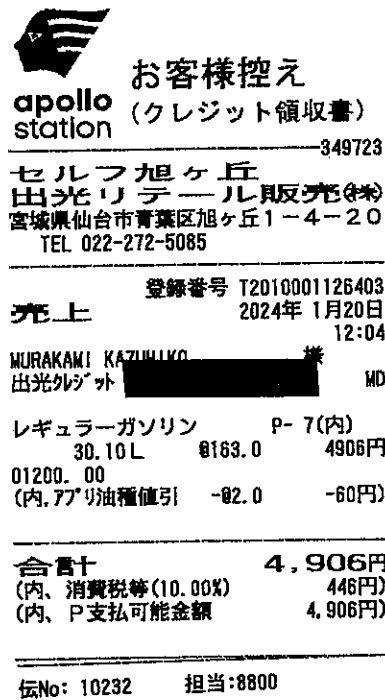 apollo
station
お客様控え
(クレジット領収書)
349723
セルフ旭ヶ丘
出光リテール販売㈱
宮城県仙台市青葉区旭ヶ丘1-4-20
TEL 022-272-5085
登録番号 T2010001126403
売上 2024年 1月20日
12:04
MURAKAMI KAZUHIKO 様
出光クレジット MD
レギュラーガソリン P- 7(内)
30.10L @163.0 4906円
01200. 00
(内,アプリ油種値引 -@2.0 -60円)
合計 4,906円
(内、消費税等(10.00%) 446円)
(内、P支払可能金額 4,906円)
伝No: 10232 担当:8800